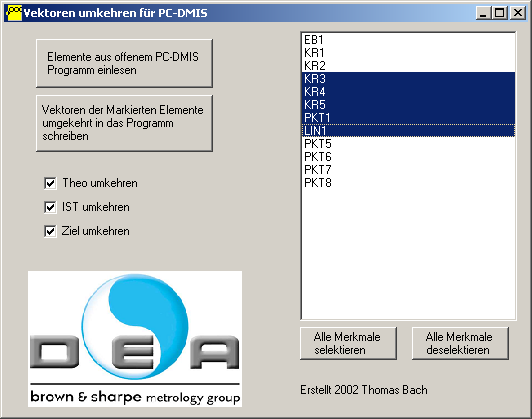 Vektoren umkehren für PC-DMIS
Elemente aus offenem PC-DMIS
Programm einlesen
Vektoren der Markierten Elemente
umgekehrt in das Programm
schreiben
Theo umkehren
IST umkehren
Ziel umkehren
DEA
brown & sharpe metrology group
EB1
KR1
KR2
KR3
KR4
KR5
PKT1
LIN1
PKT5
PKT6
PKT7
PKT8
Alle Merkmale
selektieren
Alle Merkmale
deselektieren
Erstellt 2002 Thomas Bach